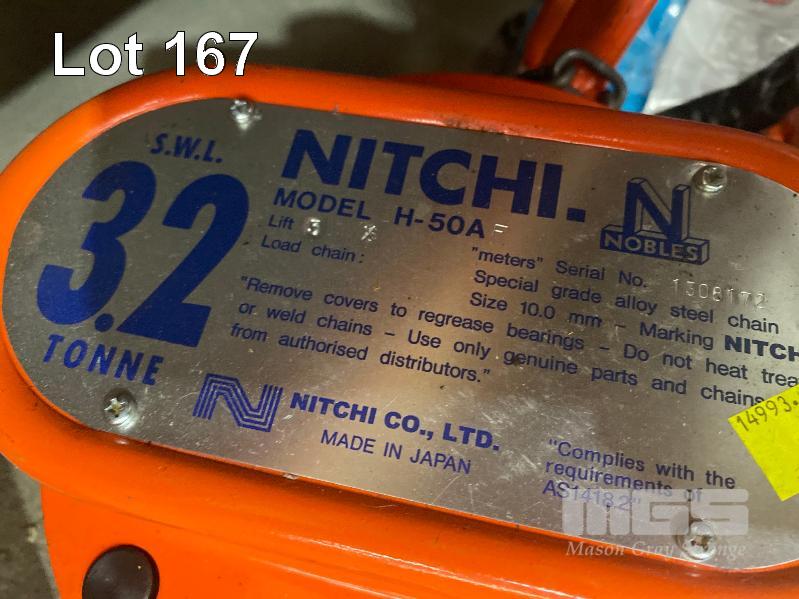 Lot 167
S.W.L.
3.2
TONNE
NITCHI.
MODEL H-50A
N
NOBLES
Lift 3 "meters" Serial No. 1306172
Load chain: Special grade alloy steel chain
Size 10.0 mm - Marking NITCH
"Remove covers to regrease bearings - Do not heat trea
or weld chains - Use only genuine parts and chains
from authorised distributors."
NITCHI CO., LTD.
MADE IN JAPAN
"Complies with the
requirements of
AS1418.2"
14993.
MGS
Mason Gray Strange